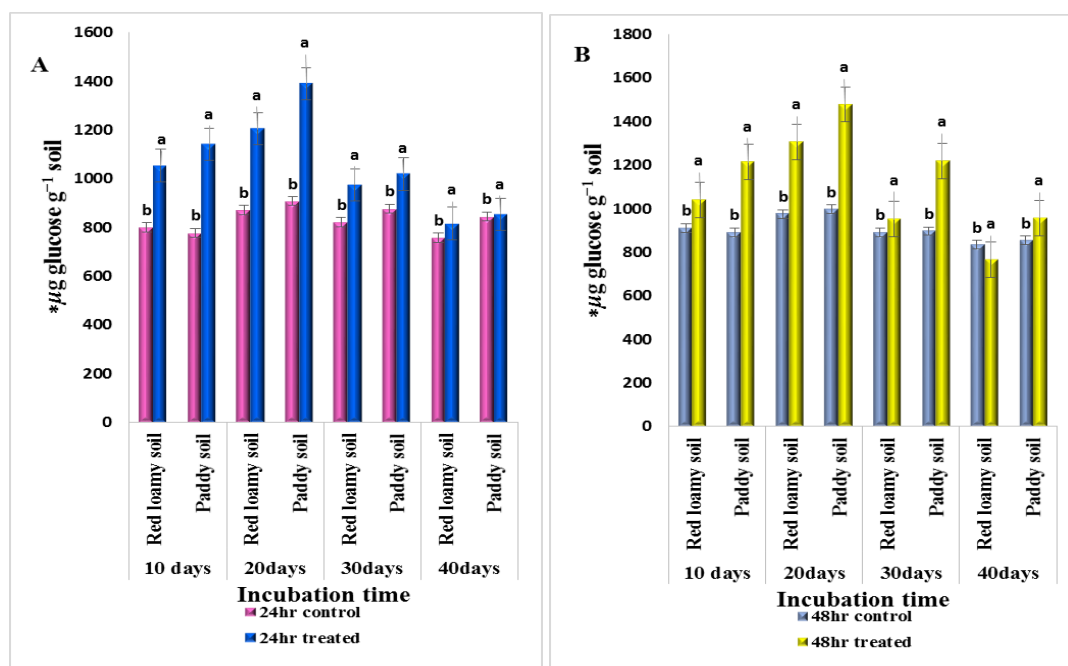 A
*µg glucose g⁻¹ soil
1600
1400
1200
1000
800
600
400
200
0
b a b a b a b a b a b a b a b a
Red loamy soil
Paddy soil
Red loamy soil
Paddy soil
Red loamy soil
Paddy soil
Red loamy soil
Paddy soil
10 days 20days 30days 40days
Incubation time
24hr control
24hr treated
B
*µg glucose g⁻¹ soil
1800
1600
1400
1200
1000
800
600
400
200
0
b a b a b a b a b a b a b a b a
Red loamy soil
Paddy soil
Red loamy soil
Paddy soil
Red loamy soil
Paddy soil
Red loamy soil
Paddy soil
10 days 20days 30days 40days
Incubation time
48hr control
48hr treated